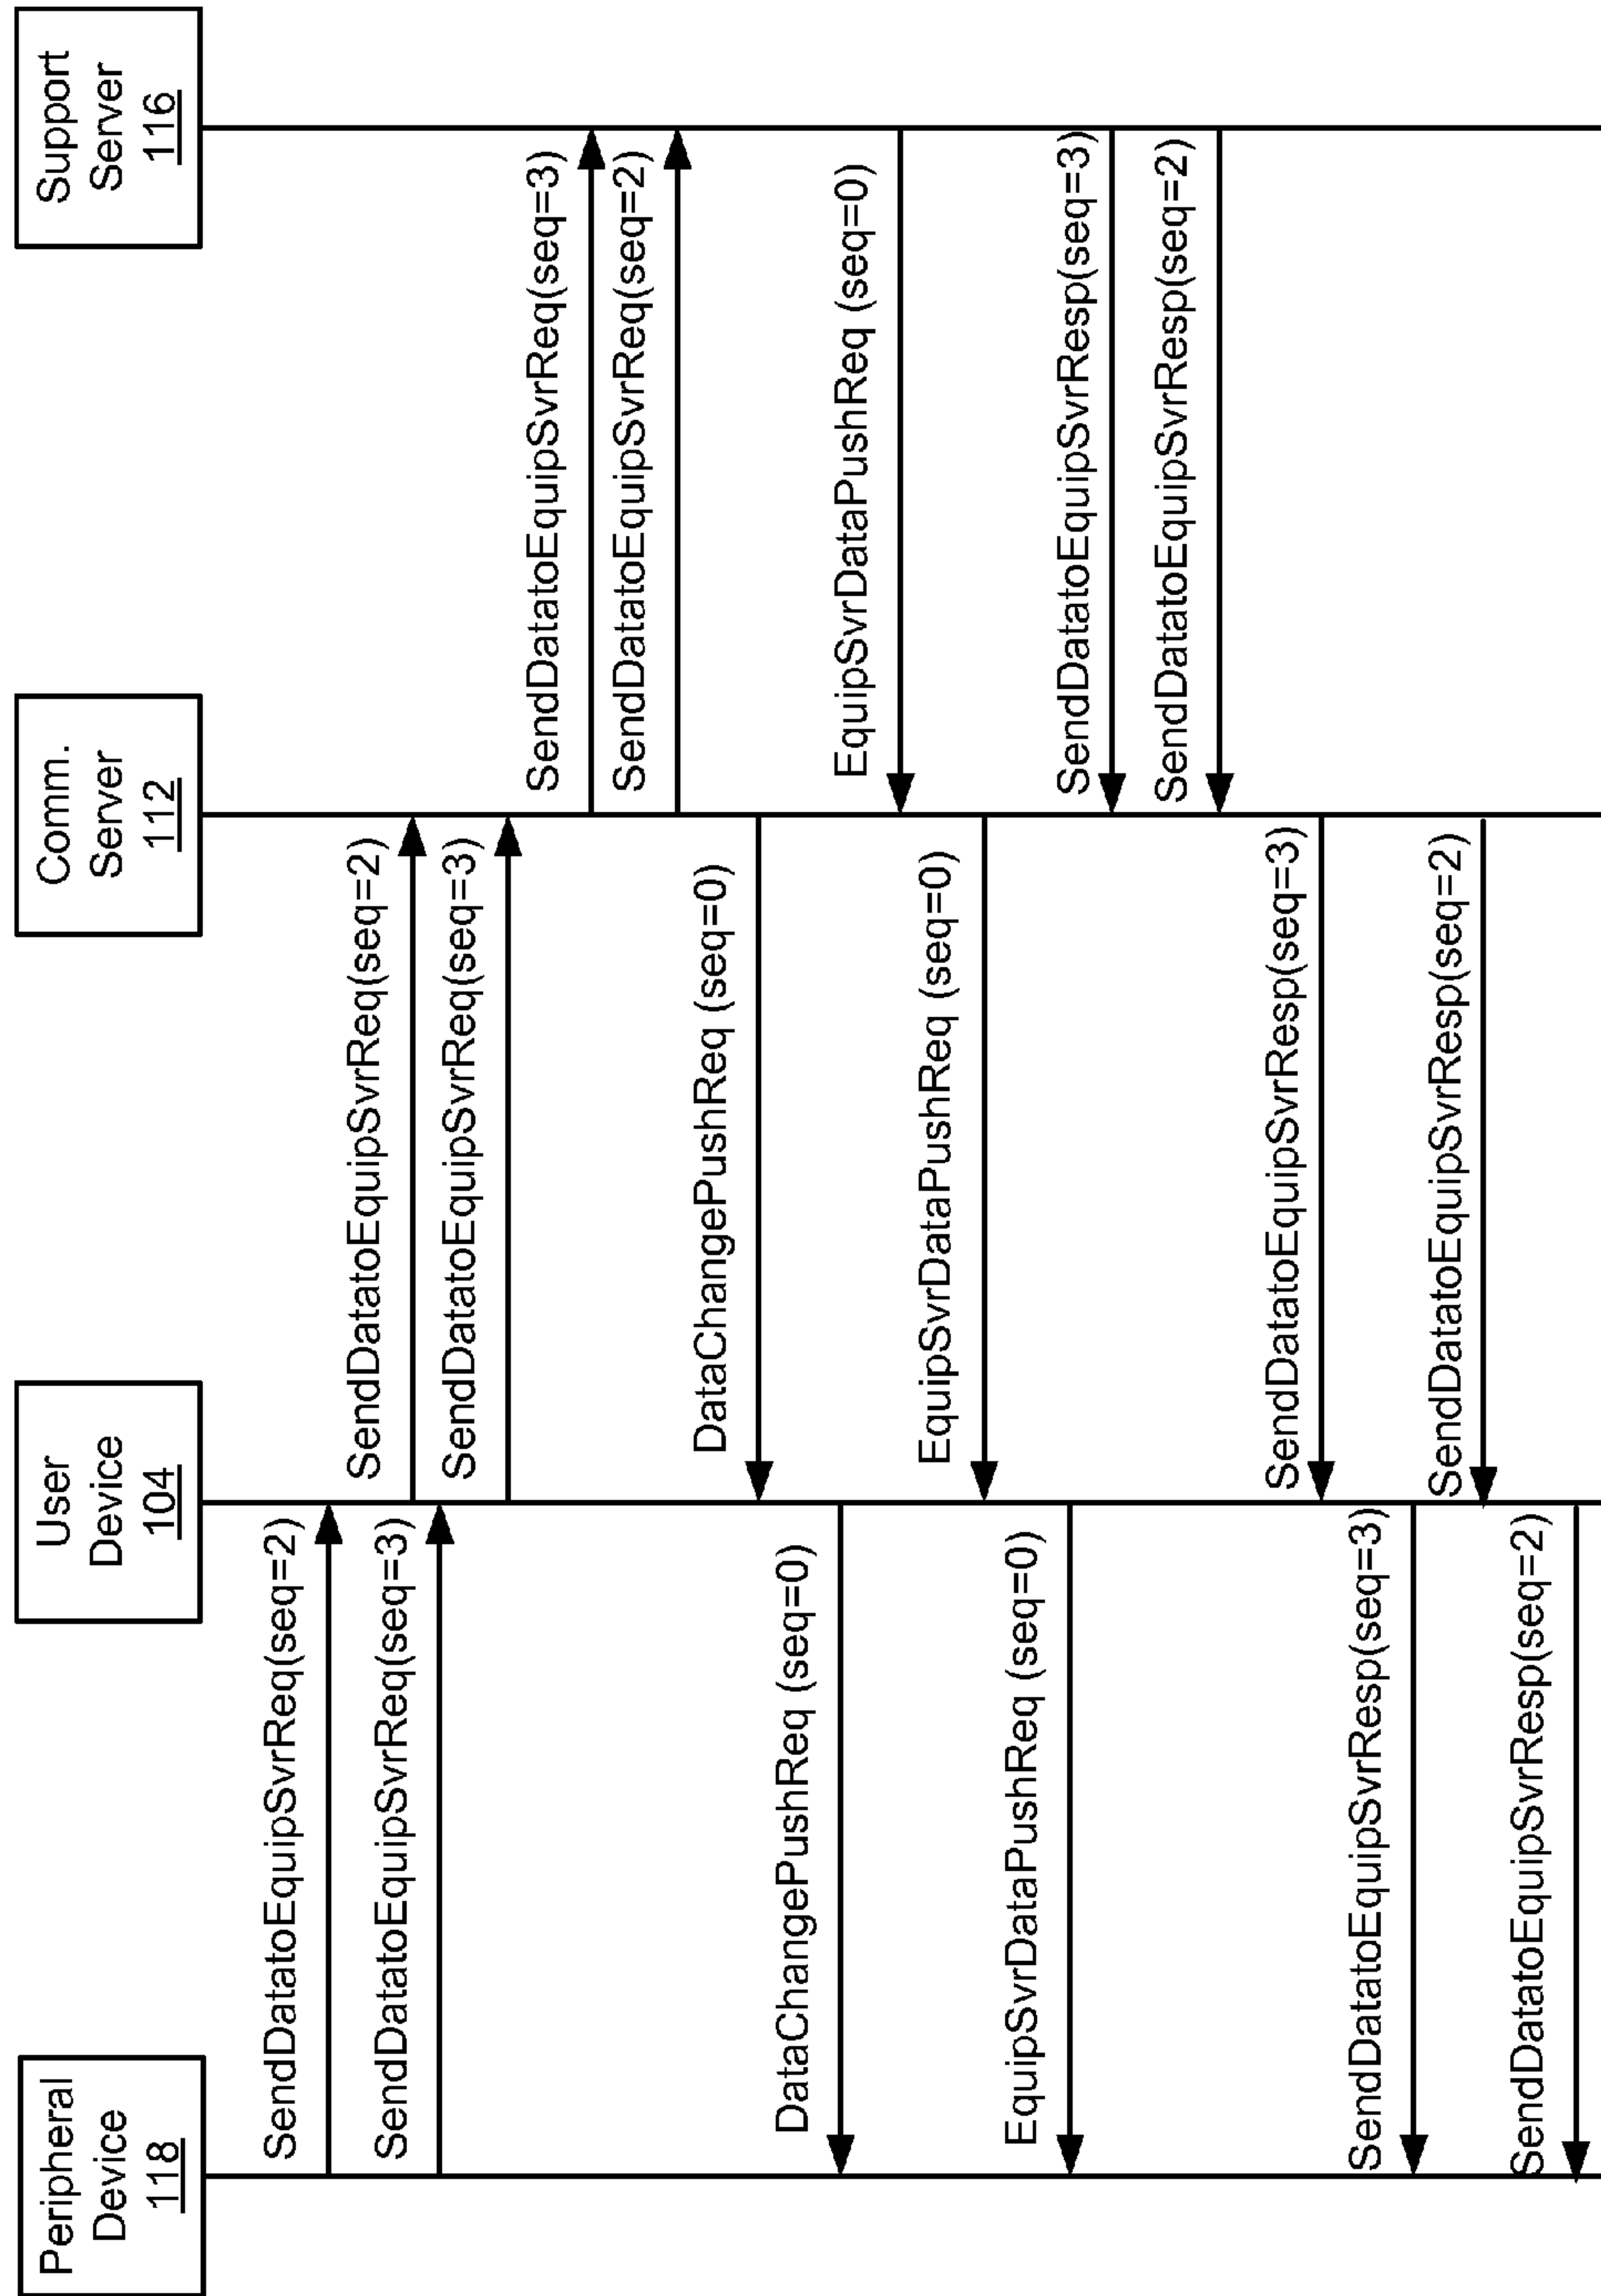 Peripheral
Device
118
User
Device
104
Comm.
Server
112
Support
Server
116
SendDatatoEquipSvrReq(seq=2)
SendDatatoEquipSvrReq(seq=2)
SendDatatoEquipSvrReq(seq=3)
SendDatatoEquipSvrReq(seq=3)
SendDatatoEquipSvrReq(seq=3)
SendDatatoEquipSvrReq(seq=2)
DataChangePushReq (seq=0)
DataChangePushReq (seq=0)
EquipSvrDataPushReq (seq=0)
EquipSvrDataPushReq (seq=0)
EquipSvrDataPushReq (seq=0)
SendDatatoEquipSvrResp(seq=3)
SendDatatoEquipSvrResp(seq=2)
SendDatatoEquipSvrResp(seq=3)
SendDatatoEquipSvrResp(seq=3)
SendDatatoEquipSvrResp(seq=2)
SendDatatoEquipSvrResp(seq=2)